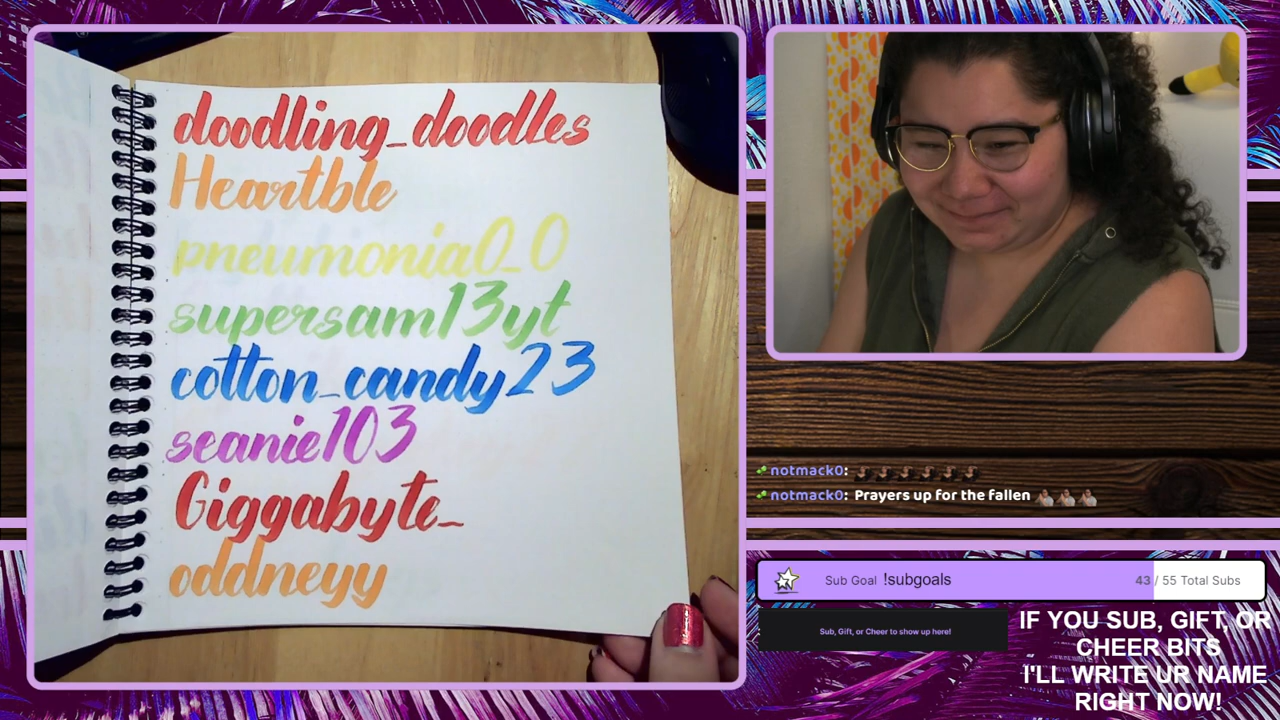 doodling_doodles
Heartble
pneumonia0_0
supersam13yt
cotton_candy23
seanie103
Giggabyte_
oddneyy
notmack0:
notmack0: Prayers up for the fallen
Sub Goal !subgoals 43 / 55 Total Subs
Sub, Gift, or Cheer to show up here!
IF YOU SUB, GIFT, OR
CHEER BITS
I'LL WRITE UR NAME
RIGHT NOW!